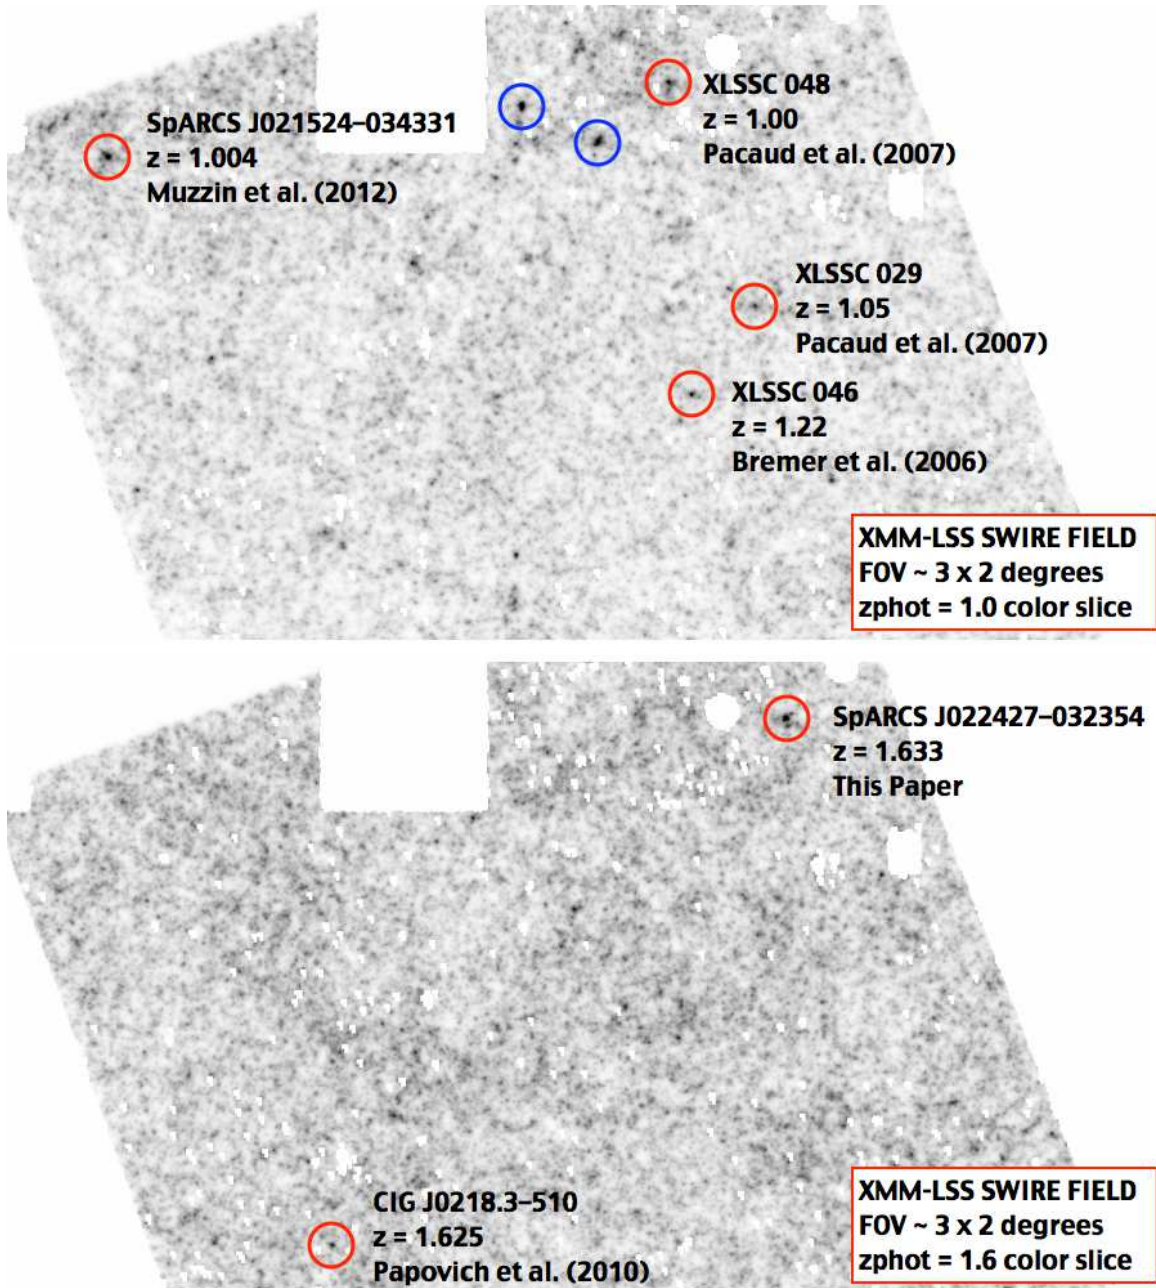 XLSSC 048
z = 1.00
Pacaud et al. (2007)
SpARCS J021524–034331
z = 1.004
Muzzin et al. (2012)
XLSSC 029
z = 1.05
Pacaud et al. (2007)
XLSSC 046
z = 1.22
Bremer et al. (2006)
XMM-LSS SWIRE FIELD
FOV ~ 3 x 2 degrees
zphot = 1.0 color slice
SpARCS J022427–032354
z = 1.633
This Paper
CIG J0218.3–510
z = 1.625
Papovich et al. (2010)
XMM-LSS SWIRE FIELD
FOV ~ 3 x 2 degrees
zphot = 1.6 color slice